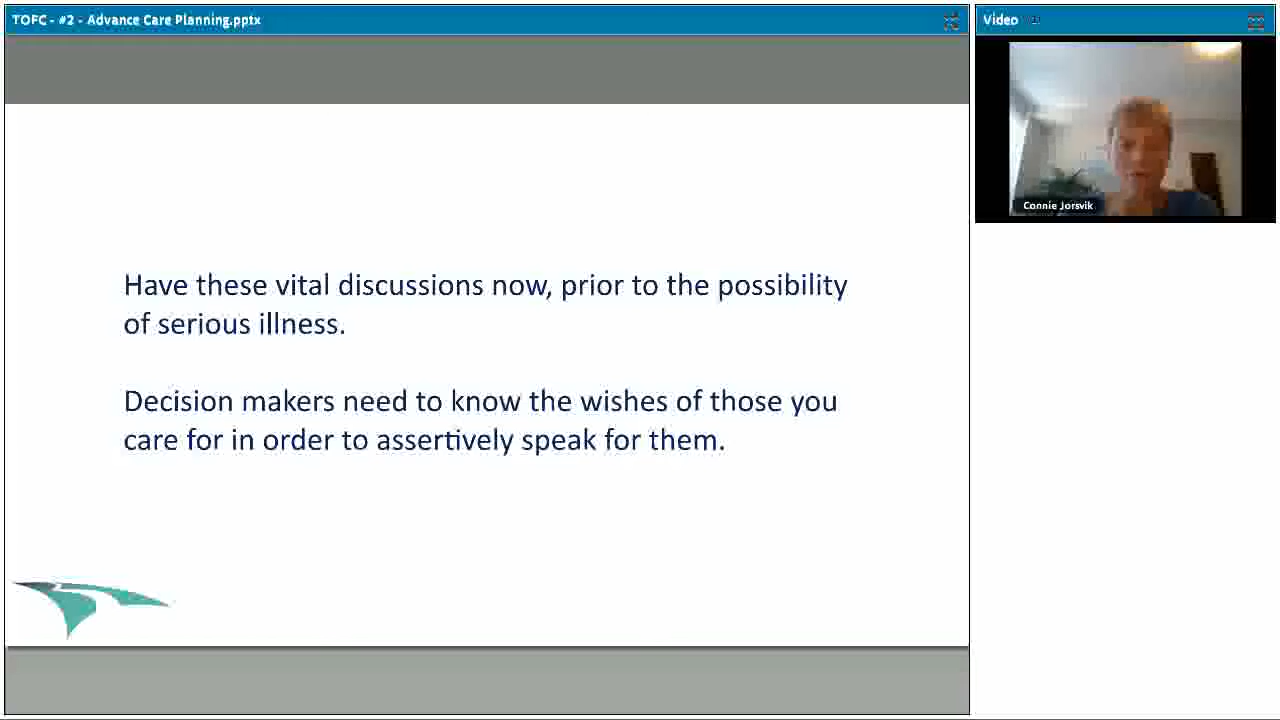 TOFC - #2 - Advance Care Planning.pptx
Video
Connie Jorsvik
Have these vital discussions now, prior to the possibility
of serious illness.
Decision makers need to know the wishes of those you
care for in order to assertively speak for them.